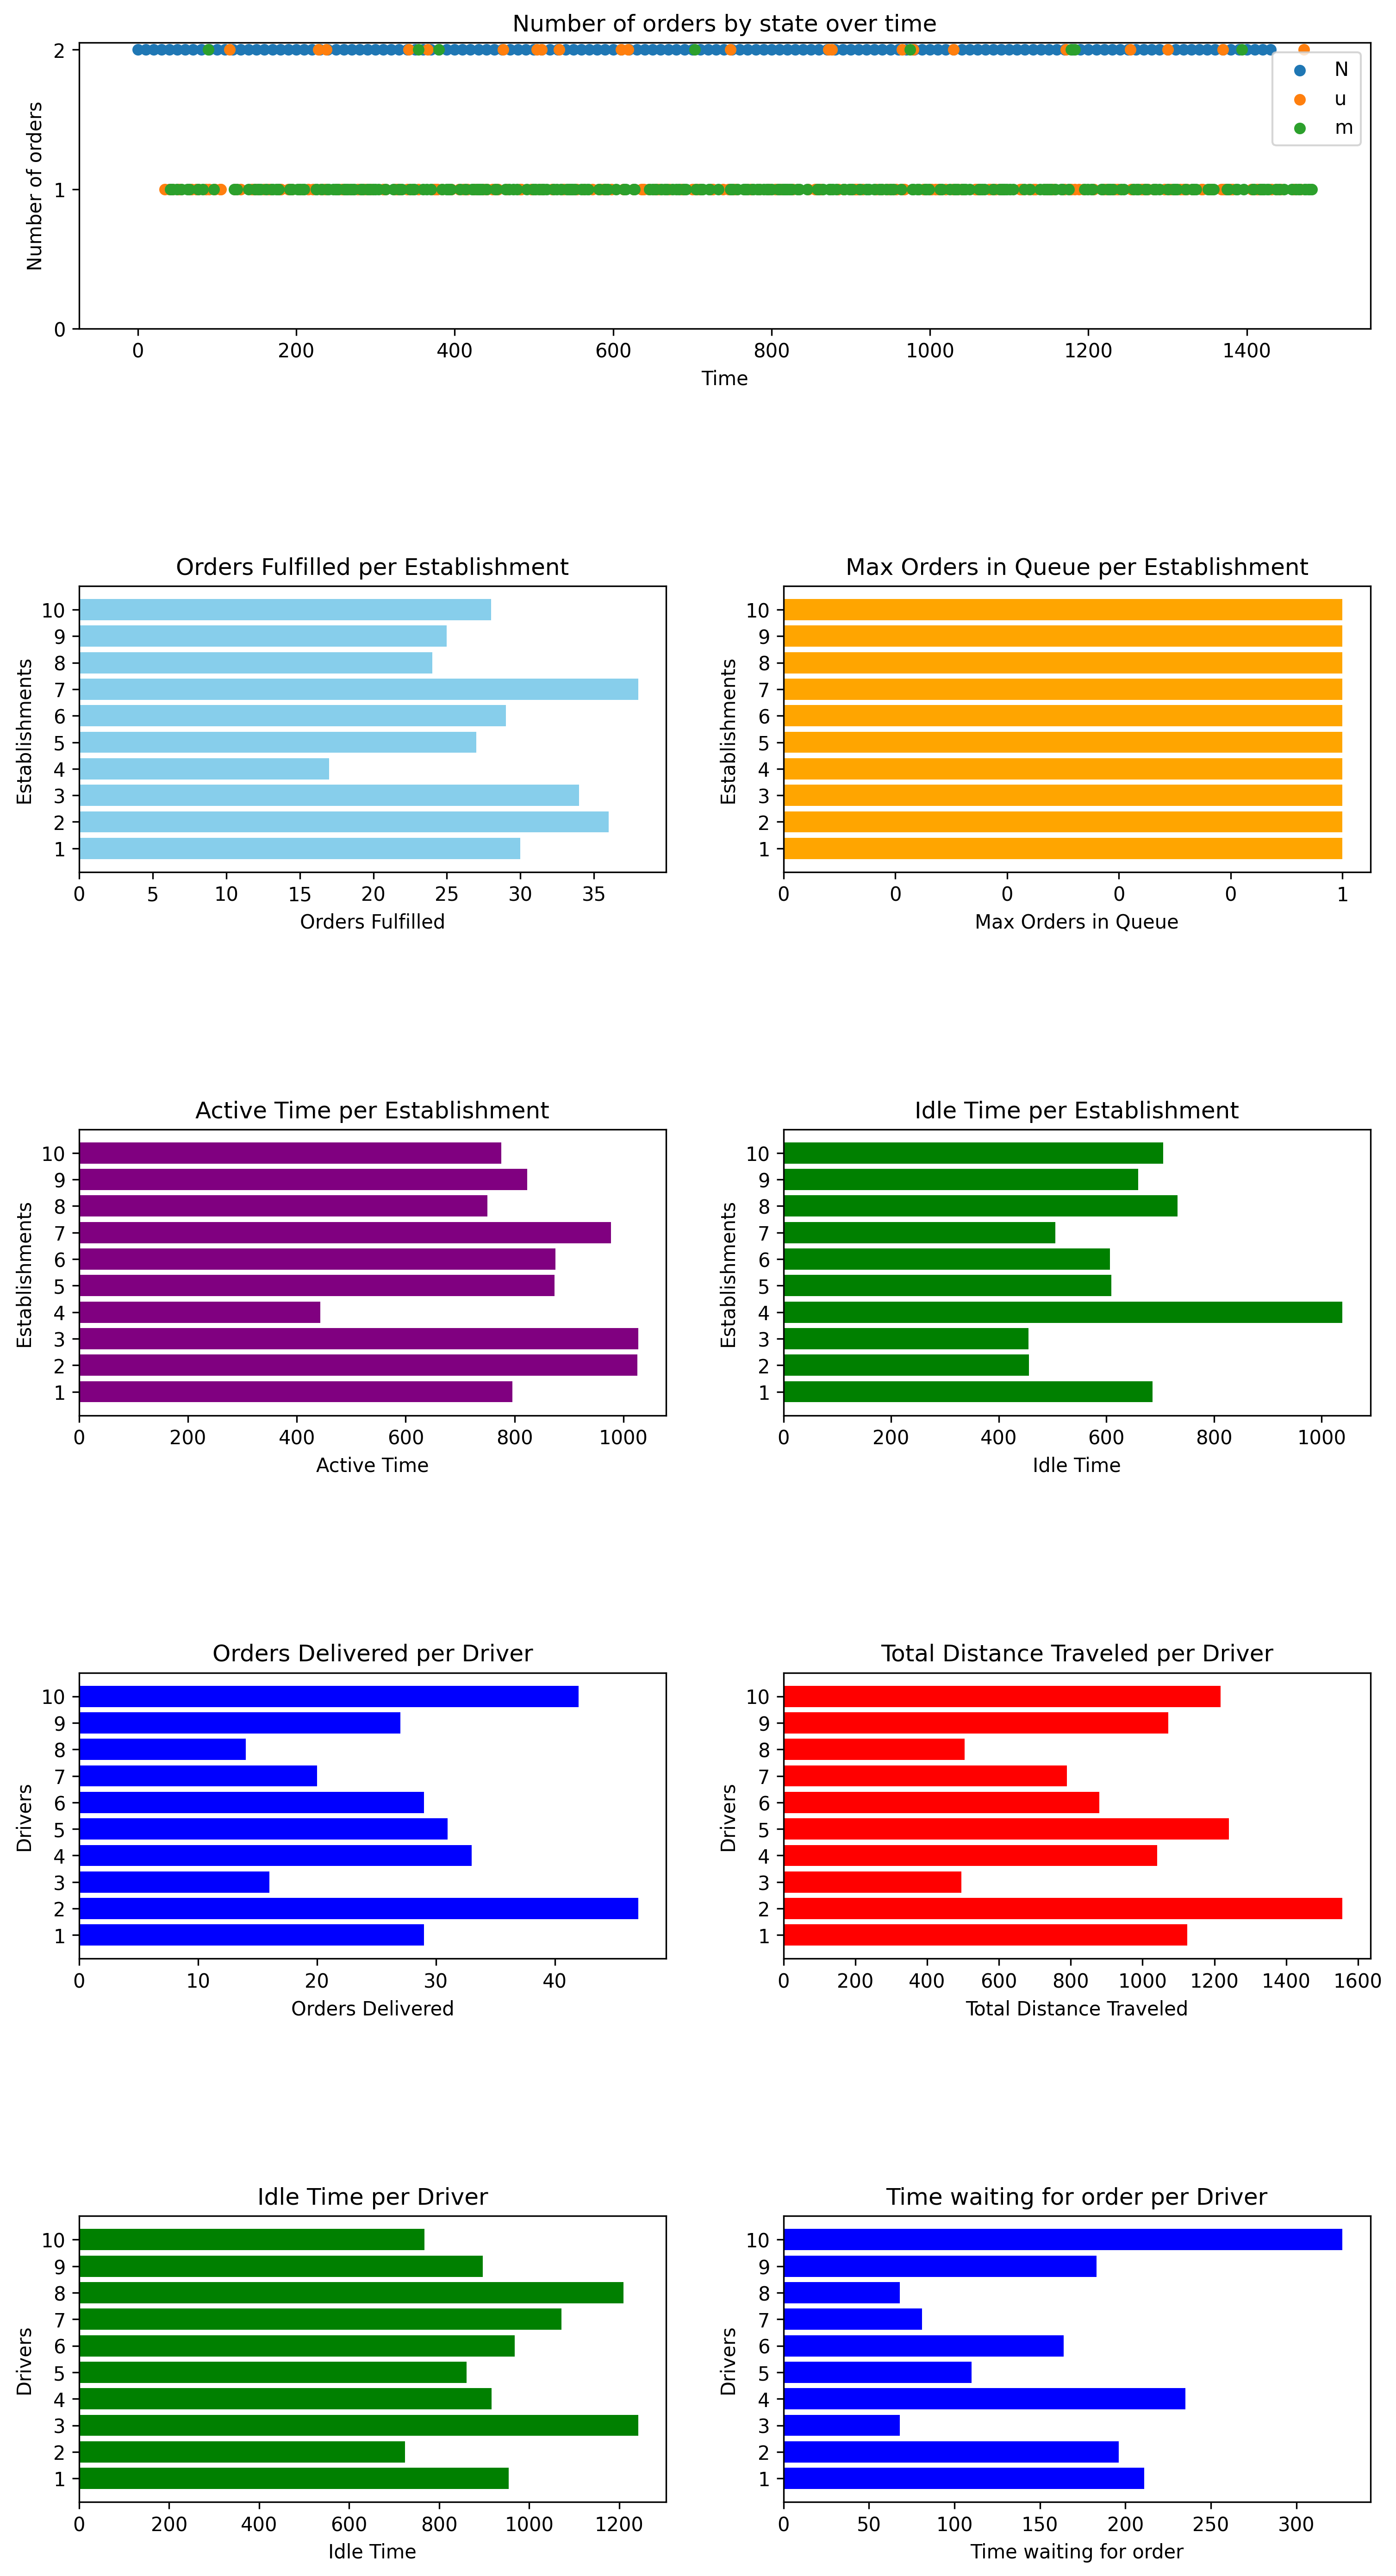 Number of orders by state over time
Number of orders
2
1
0
N
u
m
0 200 400 600 800 1000 1200 1400
Time
Orders Fulfilled per Establishment
Establishments
10
9
8
7
6
5
4
3
2
1
0 5 10 15 20 25 30 35
Orders Fulfilled
Max Orders in Queue per Establishment
Establishments
10
9
8
7
6
5
4
3
2
1
0 0 0 0 0 1
Max Orders in Queue
Active Time per Establishment
Establishments
10
9
8
7
6
5
4
3
2
1
0 200 400 600 800 1000
Active Time
Idle Time per Establishment
Establishments
10
9
8
7
6
5
4
3
2
1
0 200 400 600 800 1000
Idle Time
Orders Delivered per Driver
Drivers
10
9
8
7
6
5
4
3
2
1
0 10 20 30 40
Orders Delivered
Total Distance Traveled per Driver
Drivers
10
9
8
7
6
5
4
3
2
1
0 200 400 600 800 1000 1200 1400 1600
Total Distance Traveled
Idle Time per Driver
Drivers
10
9
8
7
6
5
4
3
2
1
0 200 400 600 800 1000 1200
Idle Time
Time waiting for order per Driver
Drivers
10
9
8
7
6
5
4
3
2
1
0 50 100 150 200 250 300
Time waiting for order